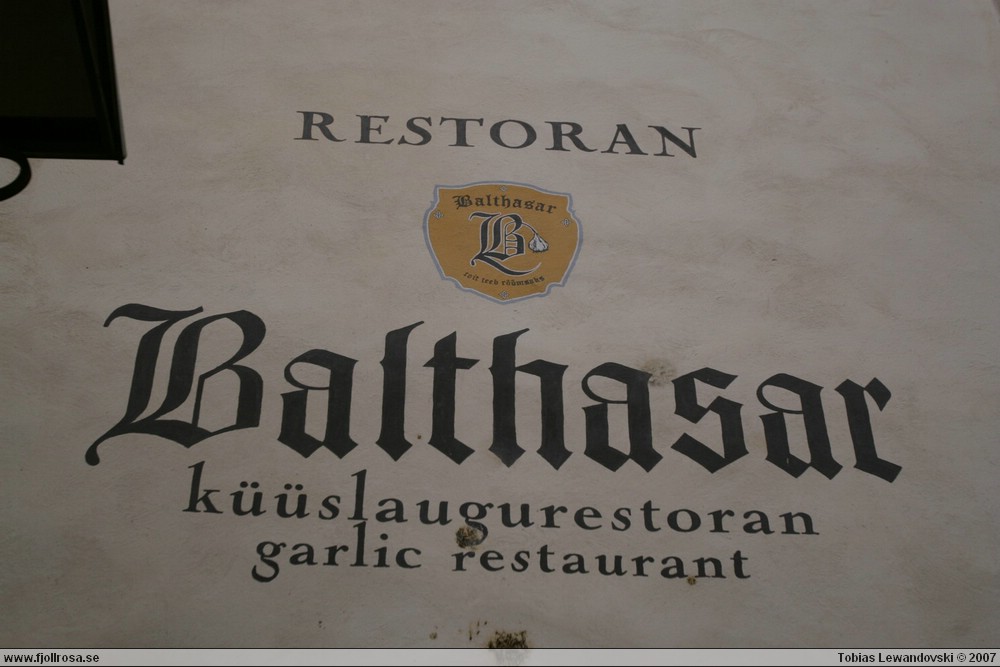 RESTORAN
Balthasar
B
Balthasar
küüslaugurestoran
garlic restaurant
www.fjollrosa.se
Tobias Lewandovski © 2007